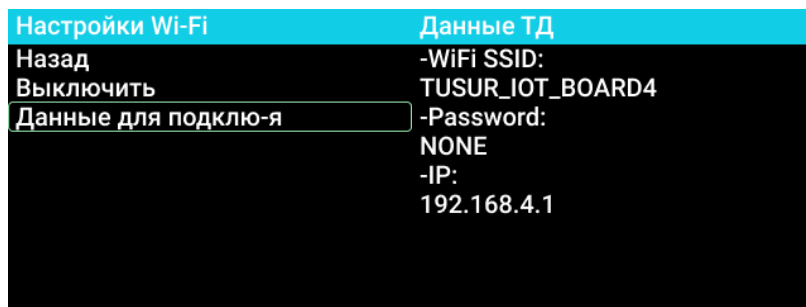 Настройки Wi-Fi
Назад
Выключить
Данные для подклю-я
Данные ТД
-WiFi SSID:
TUSUR_IOT_BOARD4
-Password:
NONE
-IP:
192.168.4.1